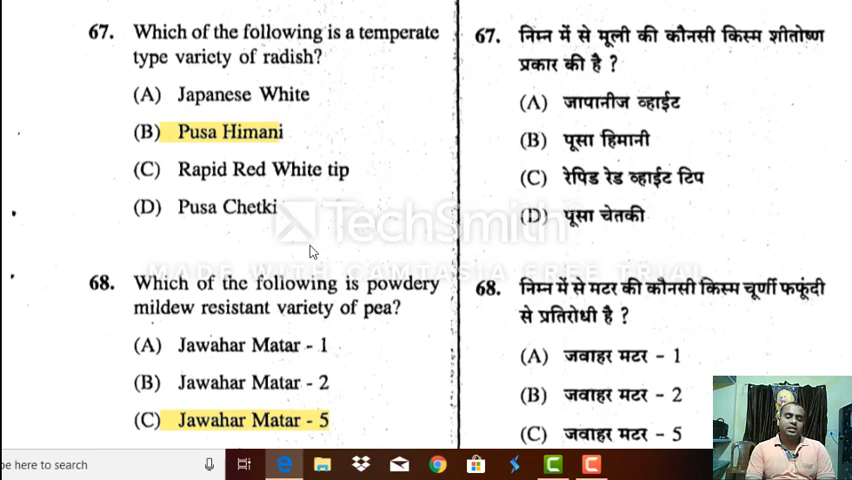 67. Which of the following is a temperate
type variety of radish?
(A) Japanese White
(B) Pusa Himani
(C) Rapid Red White tip
(D) Pusa Chetki
68. Which of the following is powdery
mildew resistant variety of pea?
(A) Jawahar Matar - 1
(B) Jawahar Matar - 2
(C) Jawahar Matar - 5
67. निम्न में से मूली की कौनसी किस्म शीतोष्ण
प्रकार की है ?
(A) जापानीज व्हाईट
(B) पूसा हिमानी
(C) रेपिड रेड व्हाईट टिप
(D) पूसा चेतकी
68. निम्न में से मटर की कौनसी किस्म चूर्णी फफूंदी
से प्रतिरोधी है ?
(A) जवाहर मटर - 1
(B) जवाहर मटर - 2
(C) जवाहर मटर - 5
TechSmith
MADE WITH CAMTASIA FREE TRIAL
pe here to search